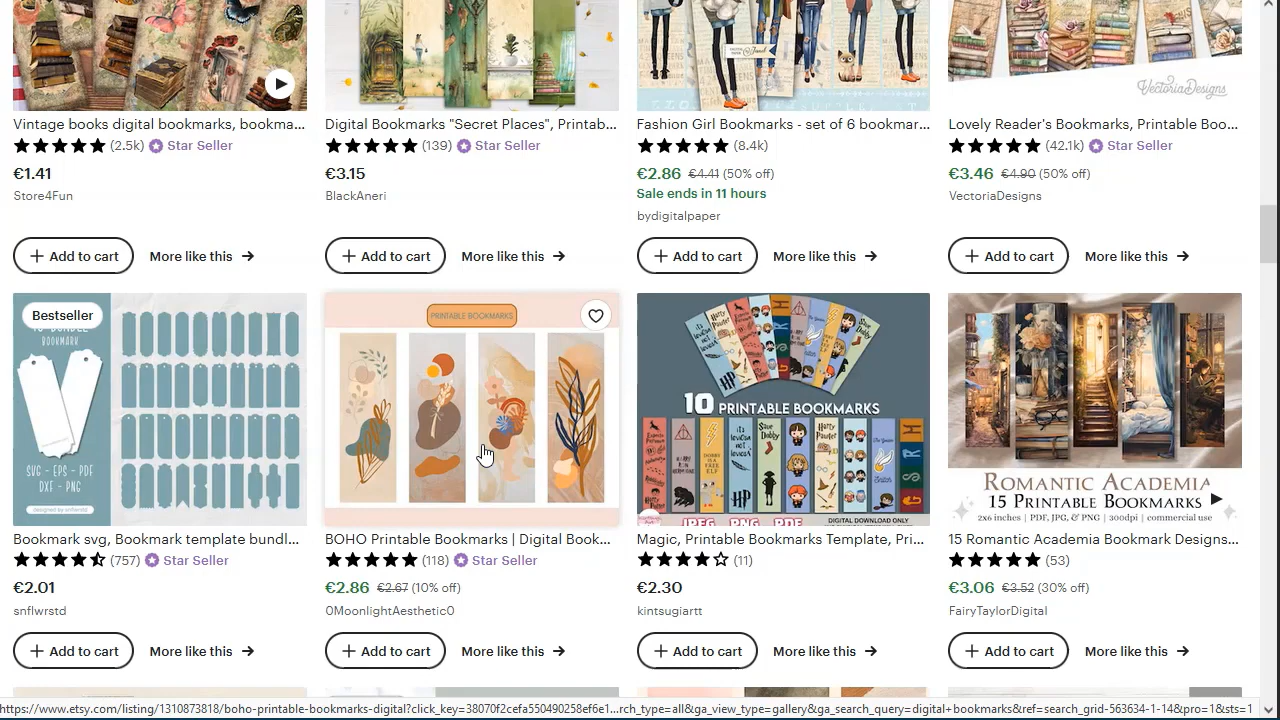 VectoriaDesigns
Vintage books digital bookmarks, bookma...
(2.5k) Star Seller
€1.41
Store4Fun
+ Add to cart
More like this →
Digital Bookmarks "Secret Places", Printab...
(139) Star Seller
€3.15
BlackAneri
+ Add to cart
More like this →
Fashion Girl Bookmarks - set of 6 bookmar...
(8.4k)
€2.86 €4.41 (50% off)
Sale ends in 11 hours
bydigitalpaper
+ Add to cart
More like this →
Lovely Reader's Bookmarks, Printable Boo...
(42.1k) Star Seller
€3.46 €4.90 (50% off)
VectoriaDesigns
+ Add to cart
More like this →
Bestseller
BOOKMARK
SVG - EPS - PDF
DXF - PNG
designed by snflwrstd
Bookmark svg, Bookmark template bundl...
(757) Star Seller
€2.01
snflwrstd
+ Add to cart
More like this →
PRINTABLE BOOKMARKS
BOHO Printable Bookmarks | Digital Book...
(118) Star Seller
€2.86 €2.67 (10% off)
0MoonlightAesthetic0
+ Add to cart
More like this →
10 PRINTABLE BOOKMARKS
JPEG PNG PDF
DIGITAL DOWNLOAD ONLY
Magic, Printable Bookmarks Template, Pri...
(11)
€2.30
kintsugiartt
+ Add to cart
More like this →
ROMANTIC ACADEMIA
15 PRINTABLE BOOKMARKS
2x6 inches | PDF, JPG, & PNG | 300dpi | commercial use
15 Romantic Academia Bookmark Designs...
(53)
€3.06 €3.52 (30% off)
FairyTaylorDigital
+ Add to cart
More like this →
https://www.etsy.com/listing/1310873818/boho-printable-bookmarks-digital?click_key=38070f2cefa550490258ef6e1...rch_type=all&ga_view_type=gallery&ga_search_query=digital+bookmarks&ref=search_grid-563634-1-14&pro=1&sts=1